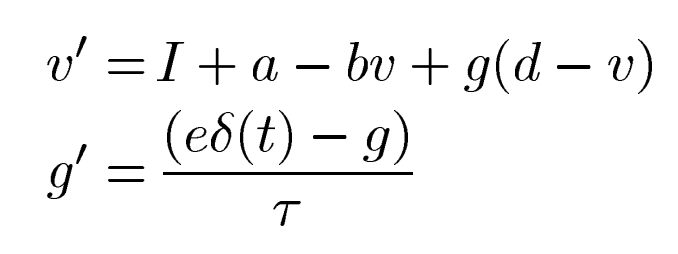 v′ = I + a − bv + g(d − v)
g′ = (eδ(t) − g) / τ